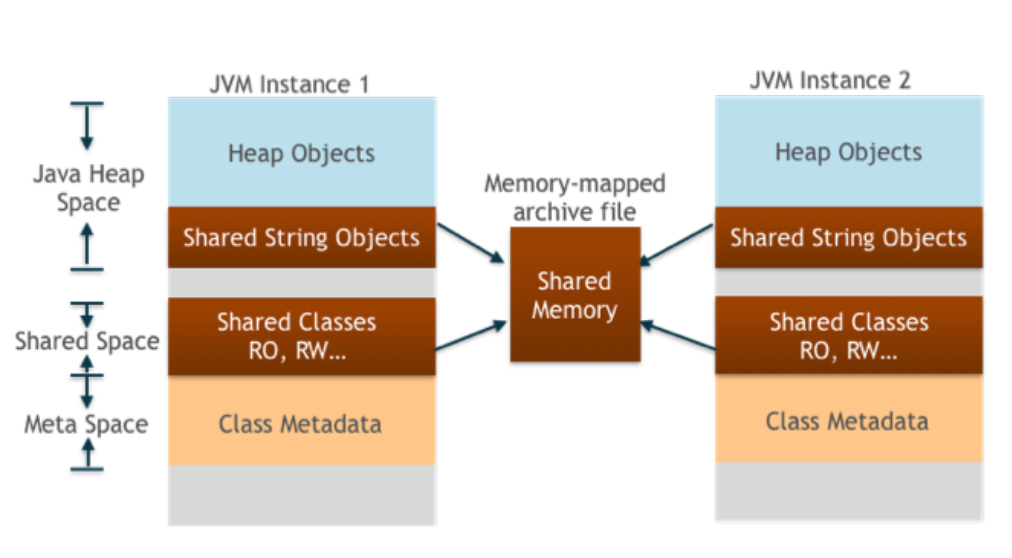 JVM Instance 1
JVM Instance 2
Java Heap
Space
Heap Objects
Shared String Objects
Memory-mapped
archive file
Shared
Memory
Heap Objects
Shared String Objects
Shared Space
Shared Classes
RO, RW...
Shared Classes
RO, RW...
Meta Space
Class Metadata
Class Metadata